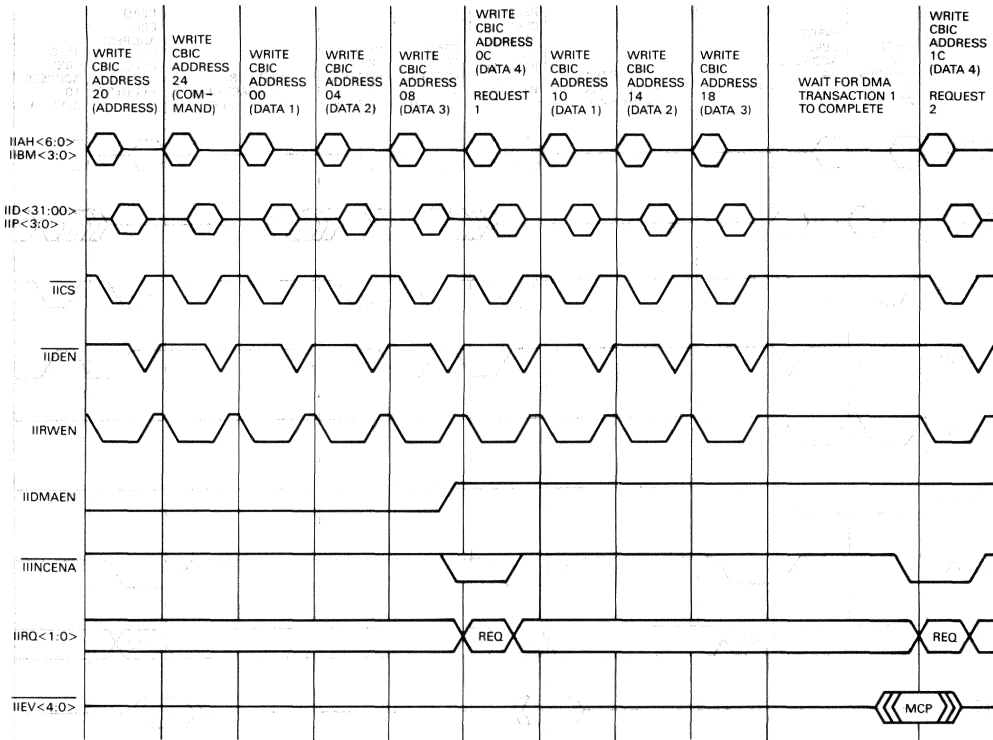 WRITE
CBIC
ADDRESS
20
(ADDRESS)
WRITE
CBIC
ADDRESS
24
(COM-
MAND)
WRITE
CBIC
ADDRESS
00
(DATA 1)
WRITE
CBIC
ADDRESS
04
(DATA 2)
WRITE
CBIC
ADDRESS
08
(DATA 3)
WRITE
CBIC
ADDRESS
0C
(DATA 4)
REQUEST
1
WRITE
CBIC
ADDRESS
10
(DATA 1)
WRITE
CBIC
ADDRESS
14
(DATA 2)
WRITE
CBIC
ADDRESS
18
(DATA 3)
WAIT FOR DMA
TRANSACTION 1
TO COMPLETE
WRITE
CBIC
ADDRESS
1C
(DATA 4)
REQUEST
2
IIAH<6:0>
IIBM<3:0>
IID<31:00>
IIP<3:0>
IICS
IIDEN
IIRWEN
IIDMAEN
IIINCENA
IIRQ<1:0>
REQ
REQ
IIEV<4:0>
MCP